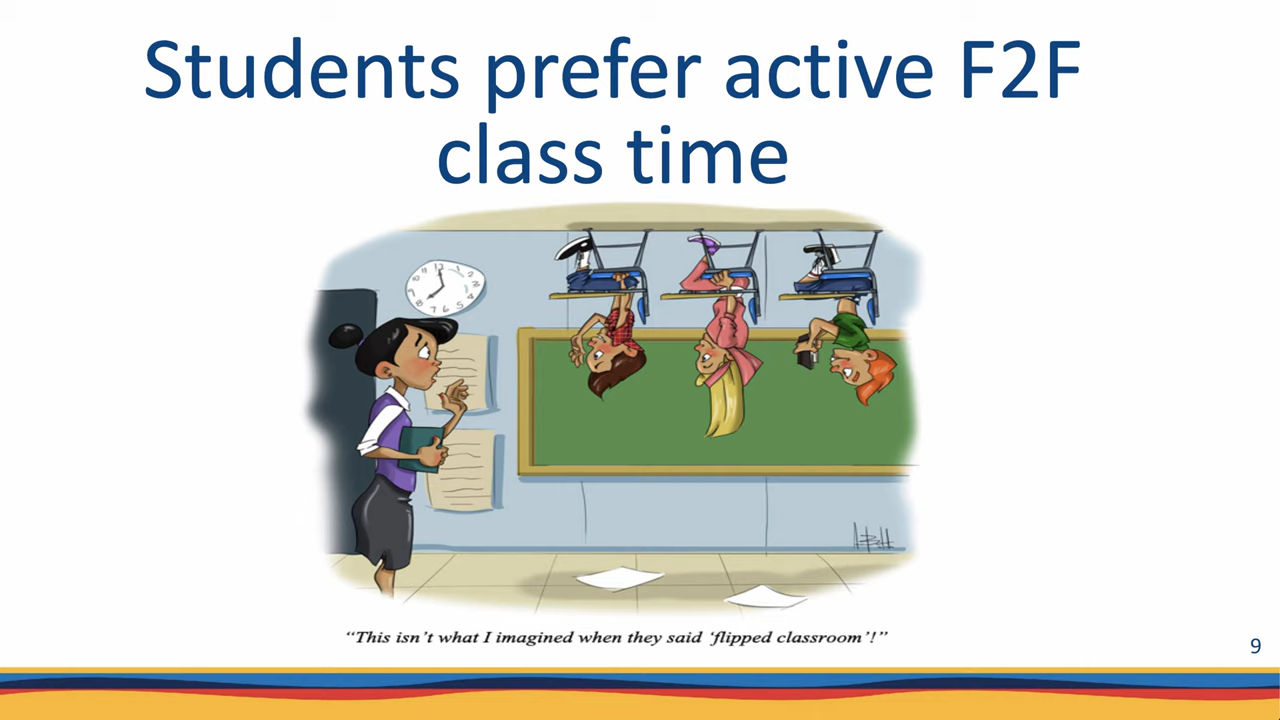 Students prefer active F2F
class time
“This isn’t what I imagined when they said ‘flipped classroom’!”
9